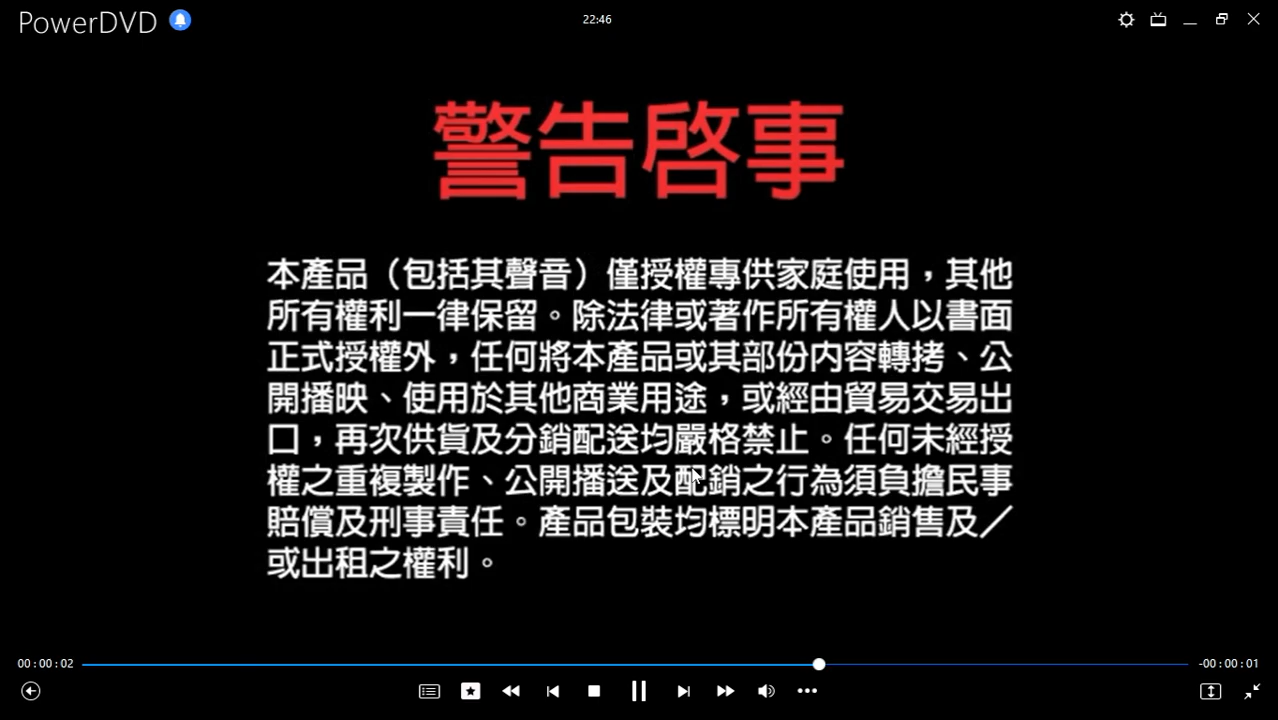 PowerDVD
22:46
警告啓事
本產品（包括其聲音）僅授權專供家庭使用，其他
所有權利一律保留。除法律或著作所有權人以書面
正式授權外，任何將本產品或其部份內容轉拷、公
開播映、使用於其他商業用途，或經由貿易交易出
口，再次供貨及分銷配送均嚴格禁止。任何未經授
權之重複製作、公開播送及配銷之行為須負擔民事
賠償及刑事責任。產品包裝均標明本產品銷售及／
或出租之權利。
00:00:02
-00:00:01